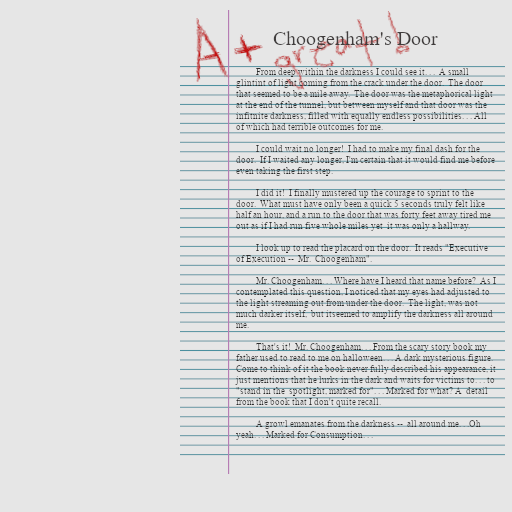 A+ great!
Choogenham's Door
From deep within the darkness I could see it. . . A small
glintint of light coming from the crack under the door. The door
that seemed to be a mile away. The door was the metaphorical light
at the end of the tunnel, but between myself and that door was the
infitnite darkness, filled with equally endless possibilities. . . All
of which had terrible outcomes for me.
I could wait no longer! I had to make my final dash for the
door. If I waited any longer, I'm certain that it would find me before
even taking the first step.
I did it! I finally mustered up the courage to sprint to the
door. What must have only been a quick 5 seconds truly felt like
half an hour, and a run to the door that was forty feet away tired me
out as if I had run five whole miles yet it was only a hallway.
I look up to read the placard on the door. It reads "Executive
of Execution -- Mr. Choogenham".
Mr. Choogenham. . . Where have I heard that name before? As I
contemplated this question, I noticed that my eyes had adjusted to
the light streaming out from under the door. The light, was not
much darker itself, but itseemed to amplify the darkness all around
me.
That's it! Mr. Choogenham. . . From the scary story book my
father used to read to me on halloween. . . A dark mysterious figure.
Come to think of it the book never fully described his appearance, it
just mentions that he lurks in the dark and waits for victims to. . . to
"stand in the spotlight, marked for". . . Marked for what? A detail
from the book that I don't quite recall.
A growl emanates from the darkness -- all around me. . . Oh
yeah. . . Marked for Consumption. . .